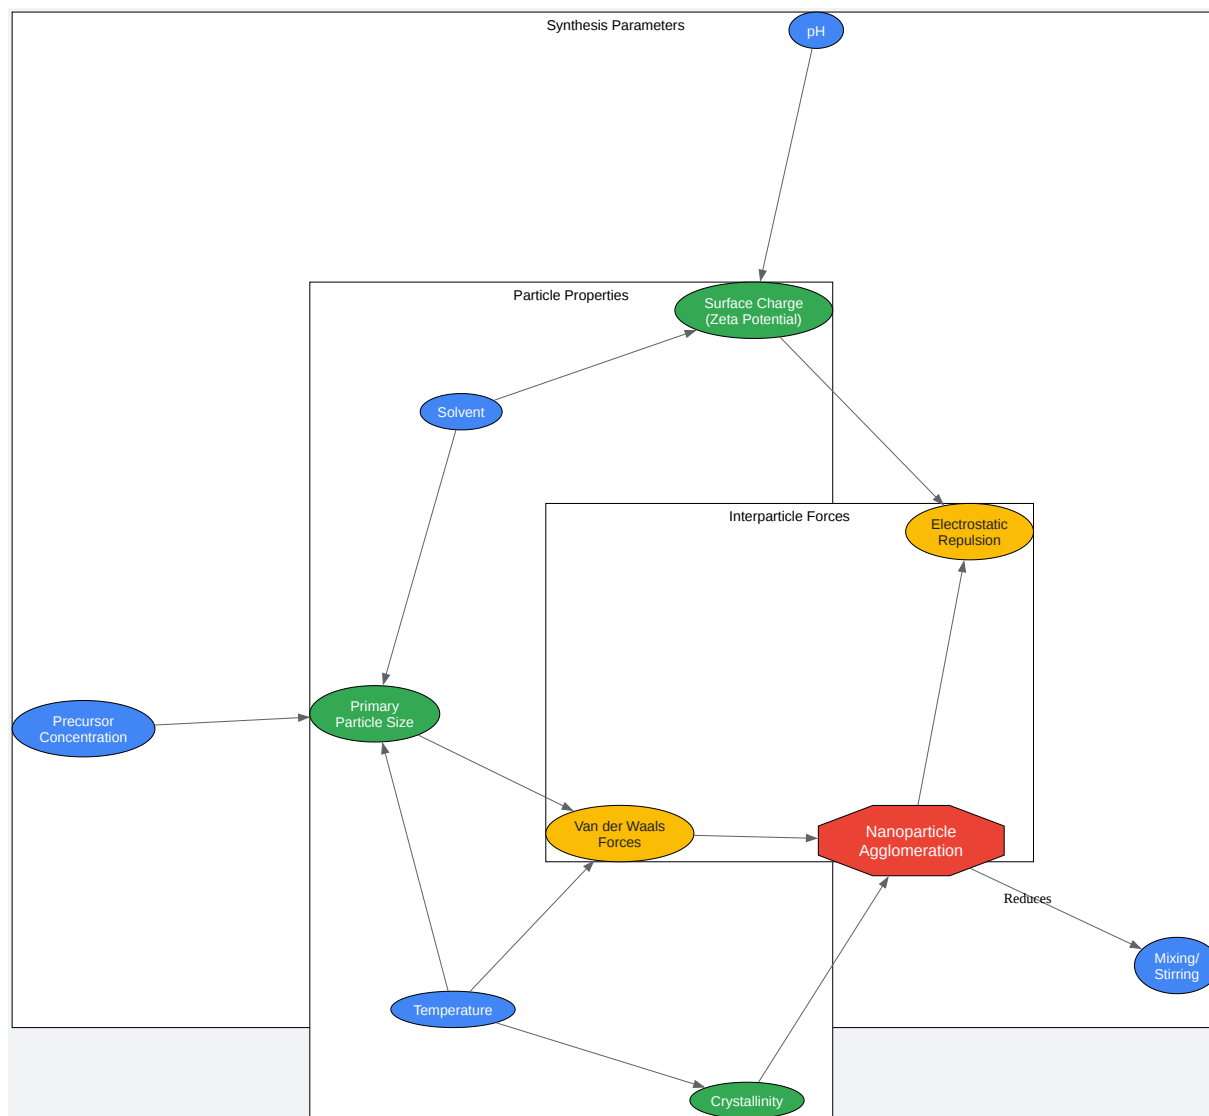 Synthesis Parameters
pH
Particle Properties
Surface Charge
(Zeta Potential)
Solvent
Interparticle Forces
Electrostatic
Repulsion
Primary
Particle Size
Precursor
Concentration
Van der Waals
Forces
Nanoparticle
Agglomeration
Reduces
Mixing/
Stirring
Temperature
Crystallinity